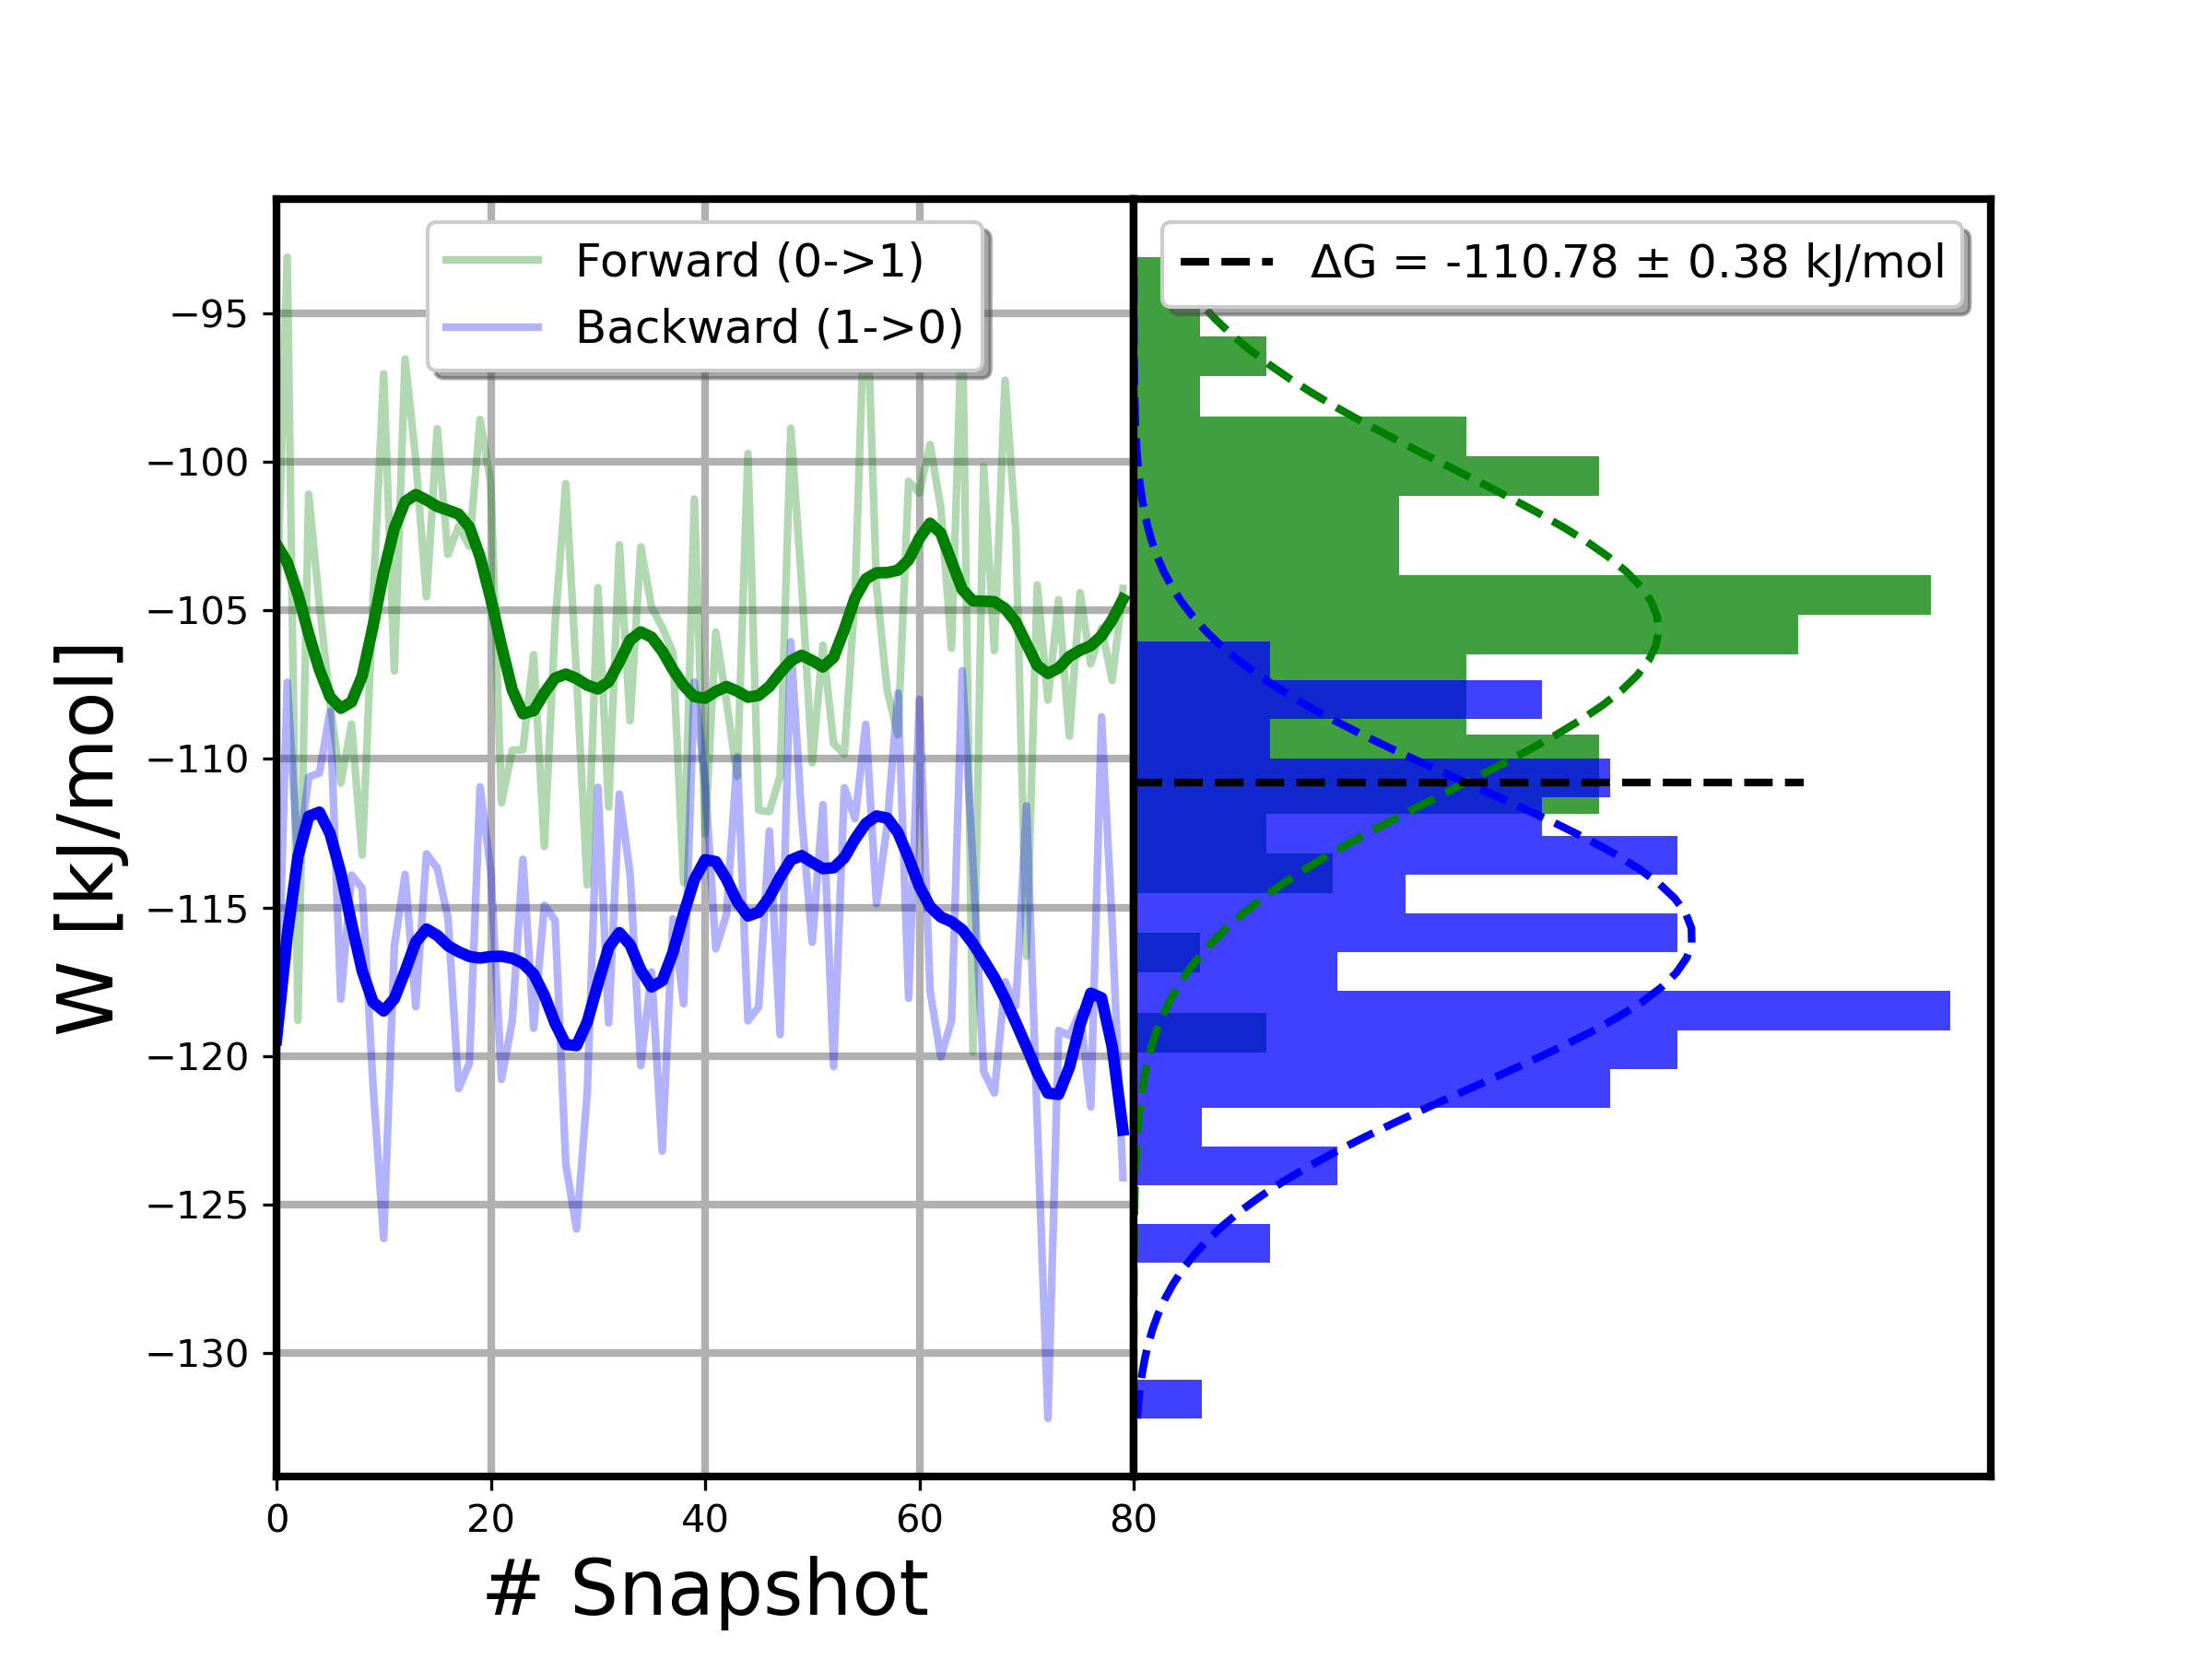 Forward (0->1)
Backward (1->0)
ΔG = -110.78 ± 0.38 kJ/mol
−95
−100
−105
−110
−115
−120
−125
−130
W [kJ/mol]
0 20 40 60 80
# Snapshot